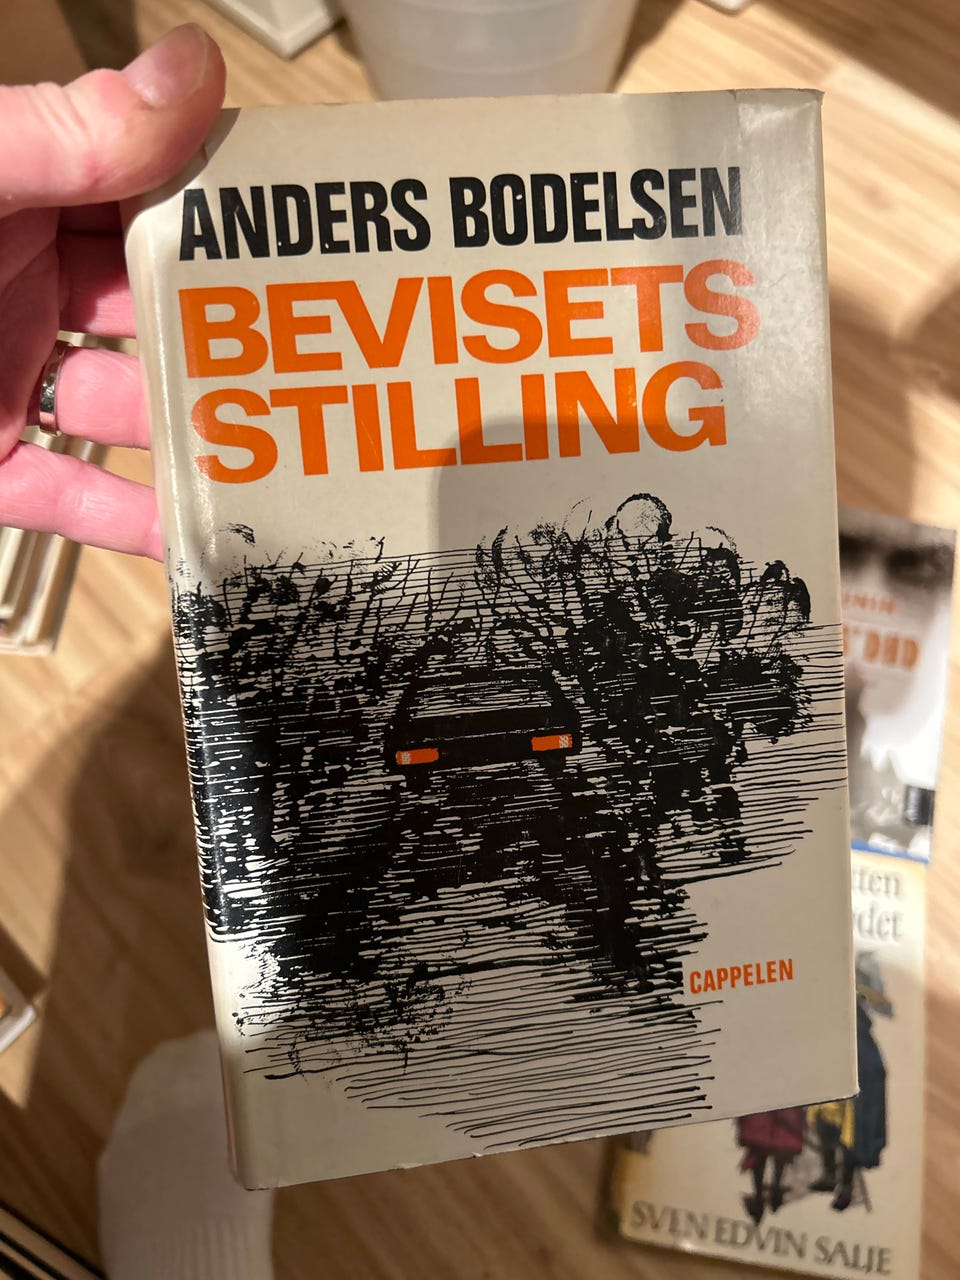 ANDERS BODELSEN
BEVISETS
STILLING
CAPPELEN
SVEN EDVIN SALJE